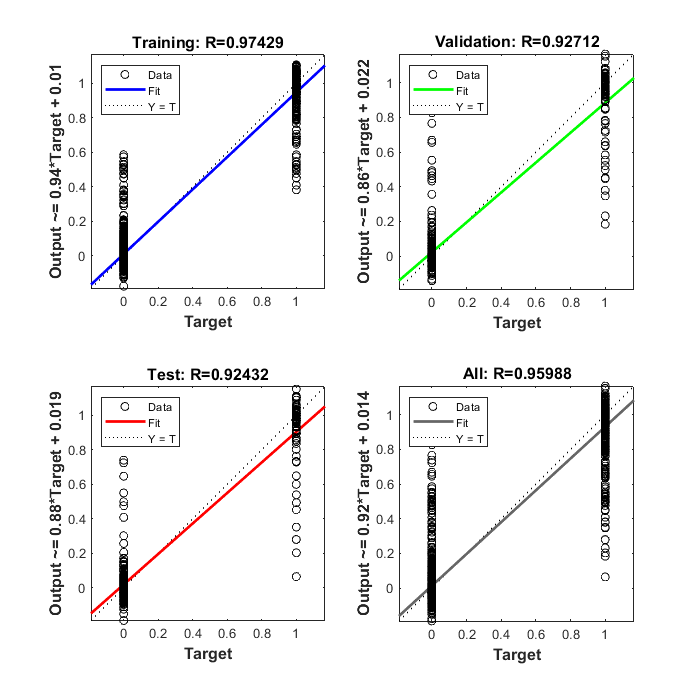 Training: R=0.97429
Output ~= 0.94*Target + 0.01
Data
Fit
Y = T
1
0.8
0.6
0.4
0.2
0
0 0.2 0.4 0.6 0.8 1
Target
Validation: R=0.92712
Output ~= 0.86*Target + 0.022
Data
Fit
Y = T
1
0.8
0.6
0.4
0.2
0
0 0.2 0.4 0.6 0.8 1
Target
Test: R=0.92432
Output ~= 0.88*Target + 0.019
Data
Fit
Y = T
1
0.8
0.6
0.4
0.2
0
0 0.2 0.4 0.6 0.8 1
Target
All: R=0.95988
Output ~= 0.92*Target + 0.014
Data
Fit
Y = T
1
0.8
0.6
0.4
0.2
0
0 0.2 0.4 0.6 0.8 1
Target